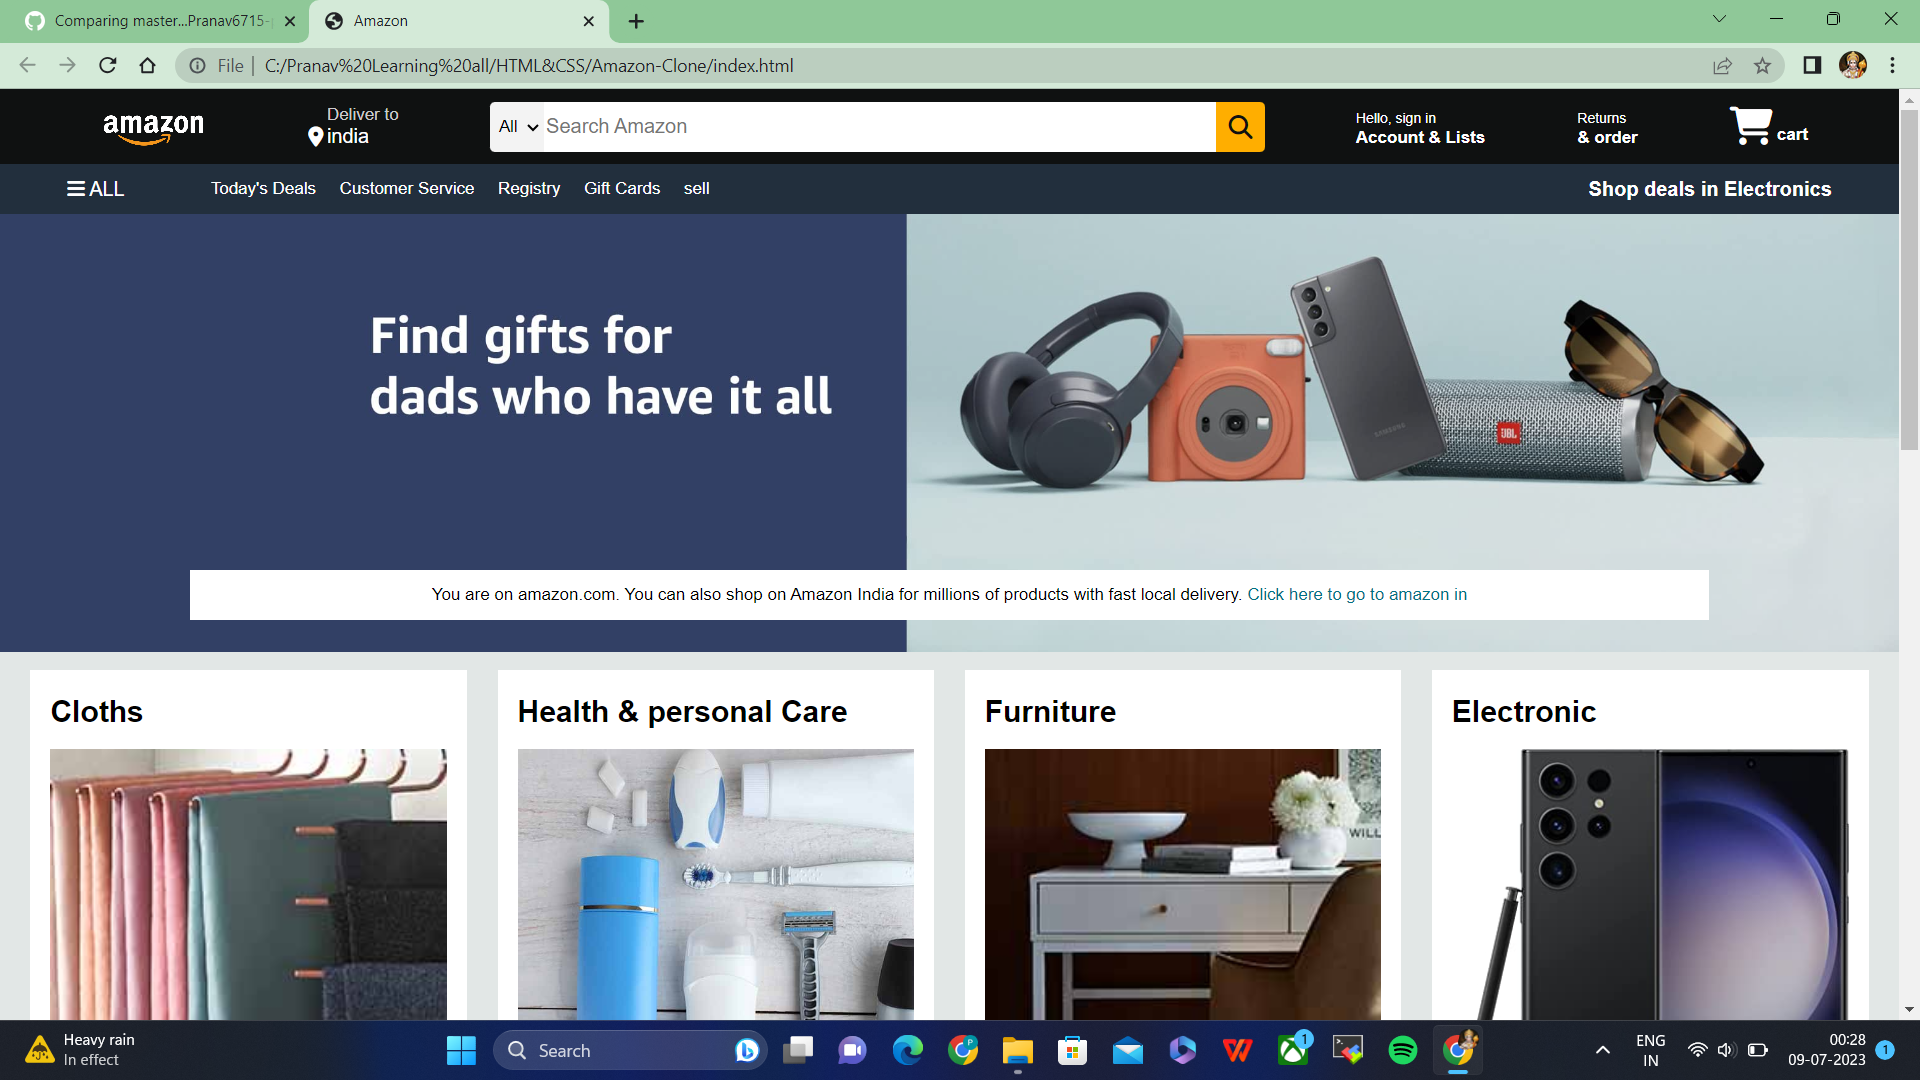 Comparing master...Pranav6715-
Amazon
File
C:/Pranav%20Learning%20all/HTML&CSS/Amazon-Clone/index.html
amazon
Deliver to
india
All
Search Amazon
Hello, sign in
Account & Lists
Returns
& order
cart
ALL
Today's Deals
Customer Service
Registry
Gift Cards
sell
Shop deals in Electronics
Find gifts for
dads who have it all
SAMSUNG
JBL
You are on amazon.com. You can also shop on Amazon India for millions of products with fast local delivery. Click here to go to amazon in
Cloths
Health & personal Care
Furniture
Electronic
WILL
Heavy rain
In effect
Search
P
1
ENG
IN
00:28
09-07-2023
1